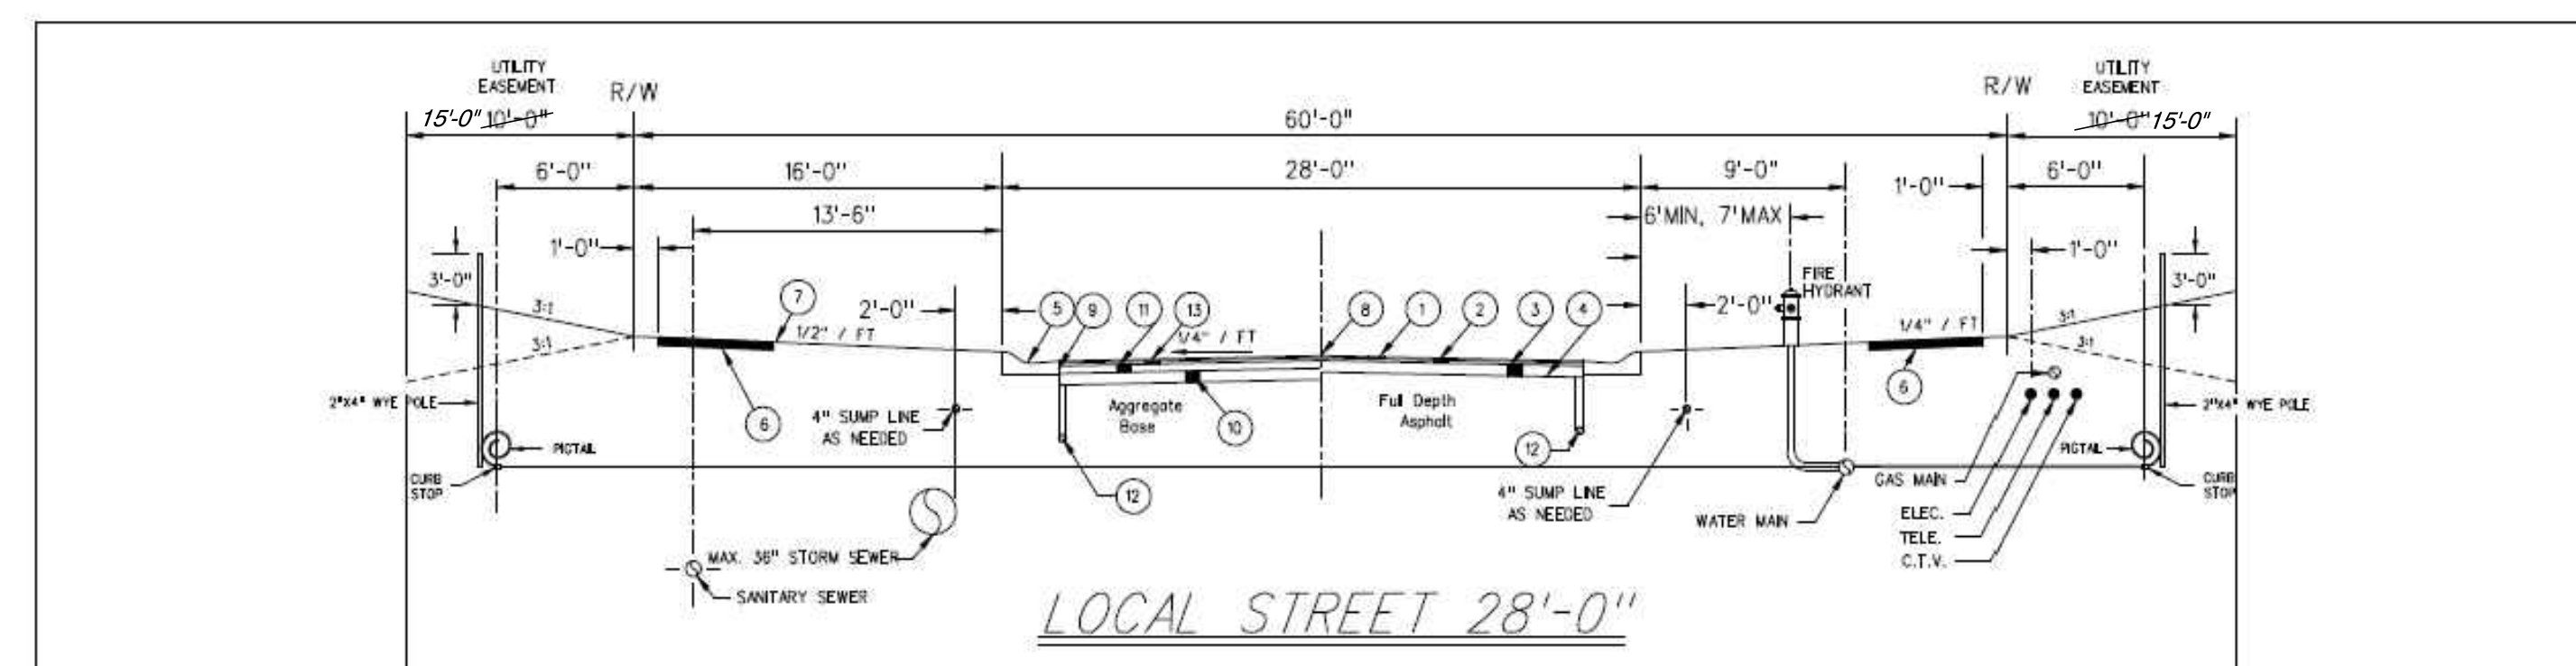 UTILITY
EASEMENT
R/W
R/W
UTILITY
EASEMENT
15'-0" 10'-0"
60'-0"
10'-0" 15'-0"
6'-0"
16'-0"
28'-0"
9'-0"
1'-0"
6'-0"
13'-6"
6'MIN, 7'MAX
1'-0"
1'-0"
3'-0"
3'-0"
FIRE
HYDRANT
3:1
7
2'-0"
5
9
11
13
8
1
2
3
4
2'-0"
3:1
1/2" / FT
1/4" / FT
1/4" / FT
3:1
3:1
6
2"X4" WYE POLE
4" SUMP LINE
AS NEEDED
6
Aggregate
Base
10
Full Depth
Asphalt
2"X4" WYE POLE
PIGTAIL
12
PIGTAIL
CURB
STOP
12
4" SUMP LINE
AS NEEDED
GAS MAIN
CURB
STOP
WATER MAIN
ELEC.
TELE.
C.T.V.
MAX. 36" STORM SEWER
SANITARY SEWER
LOCAL STREET 28'-0"